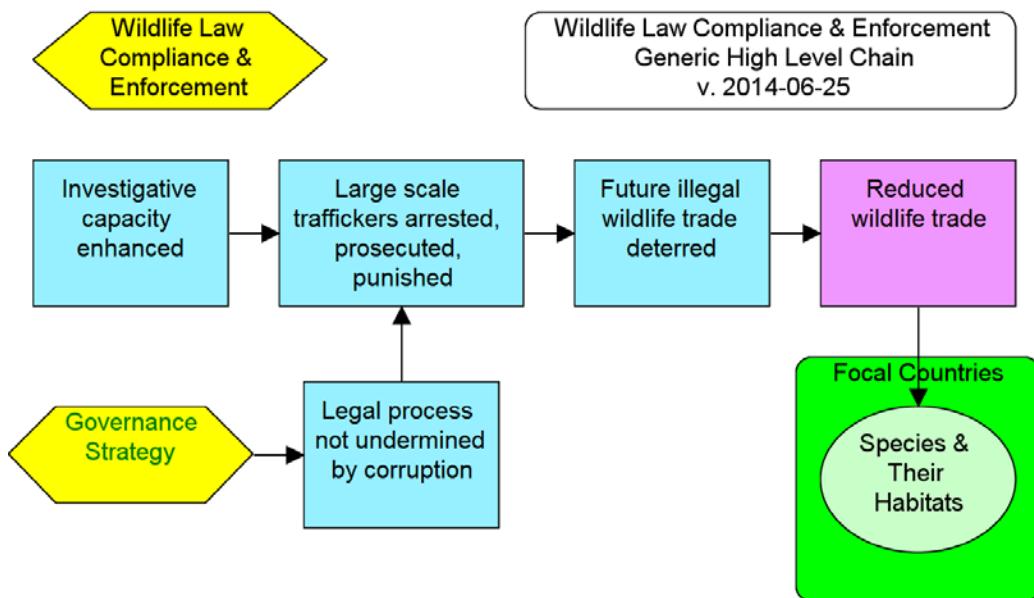 Wildlife Law
Compliance &
Enforcement
Wildlife Law Compliance & Enforcement
Generic High Level Chain
v. 2014-06-25
Investigative
capacity
enhanced
Large scale
traffickers arrested,
prosecuted,
punished
Future illegal
wildlife trade
deterred
Reduced
wildlife trade
Governance
Strategy
Legal process
not undermined
by corruption
Focal Countries
Species &
Their
Habitats